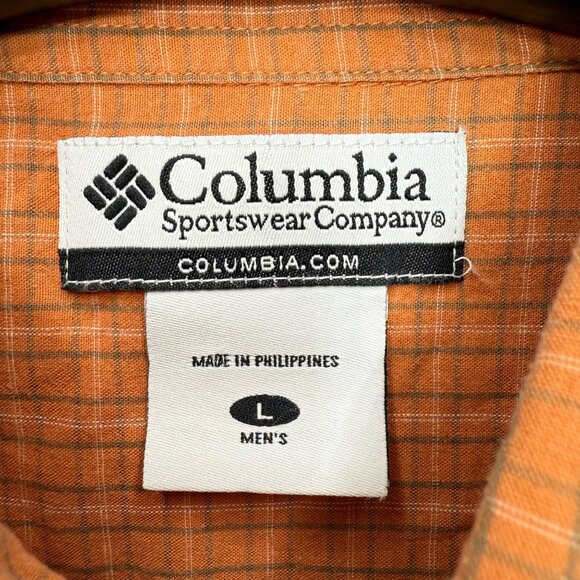 Columbia
Sportswear Company®
COLUMBIA.COM
MADE IN PHILIPPINES
L
MEN'S